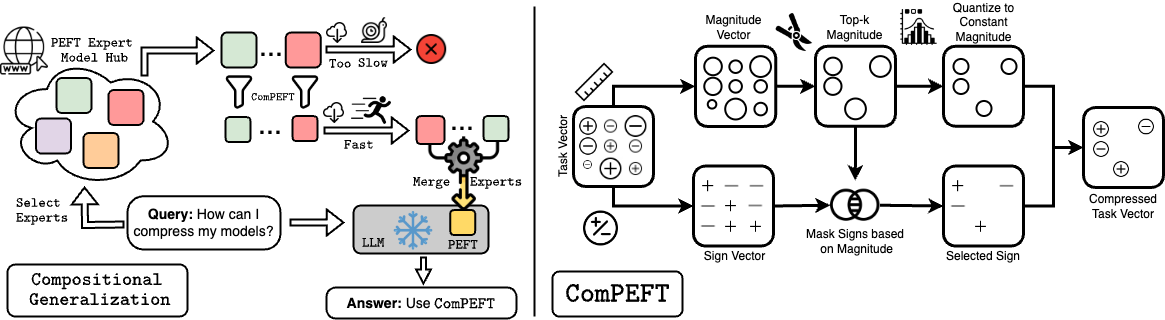 PEFT Expert
Model Hub
WWW
...
Too Slow
ComPEFT
...
Fast
...
Merge Experts
Select
Experts
Query: How can I
compress my models?
LLM
PEFT
Compositional
Generalization
Answer: Use ComPEFT
Magnitude
Vector
Top-k
Magnitude
Quantize to
Constant
Magnitude
Task Vector
+ − −
− + −
− + +
+/−
+ − −
− + −
− + +
Sign Vector
Mask Signs based
on Magnitude
+ −
−
+
Selected Sign
+ −
−
+
Compressed
Task Vector
ComPEFT